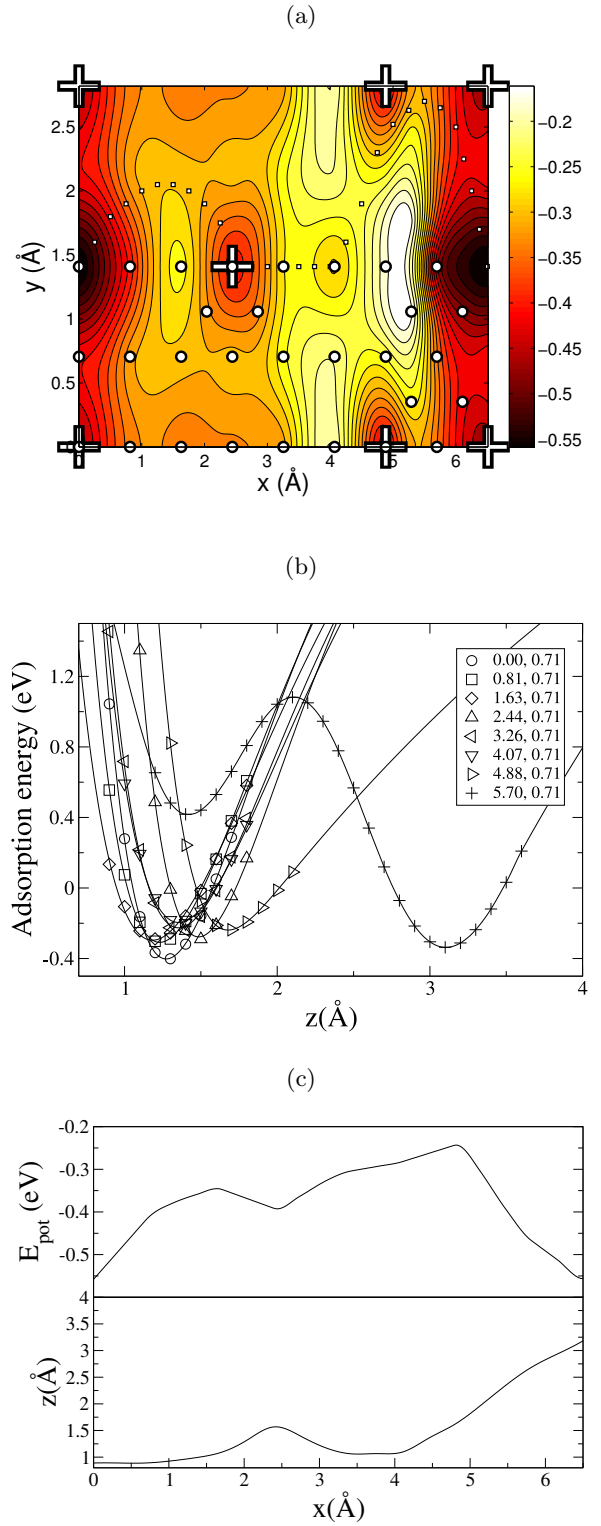 (a)
2.5
2
1.5
1
0.5
y (Å)
0 1 2 3 4 5 6
x (Å)
−0.2
−0.25
−0.3
−0.35
−0.4
−0.45
−0.5
−0.55
(b)
1.2
0.8
0.4
0
-0.4
Adsorption energy (eV)
0.00, 0.71
0.81, 0.71
1.63, 0.71
2.44, 0.71
3.26, 0.71
4.07, 0.71
4.88, 0.71
5.70, 0.71
1 2 3 4
z(Å)
(c)
-0.2
-0.3
-0.4
-0.5
E_pot (eV)
4
3.5
3
2.5
2
1.5
1
z(Å)
0 1 2 3 4 5 6
x(Å)